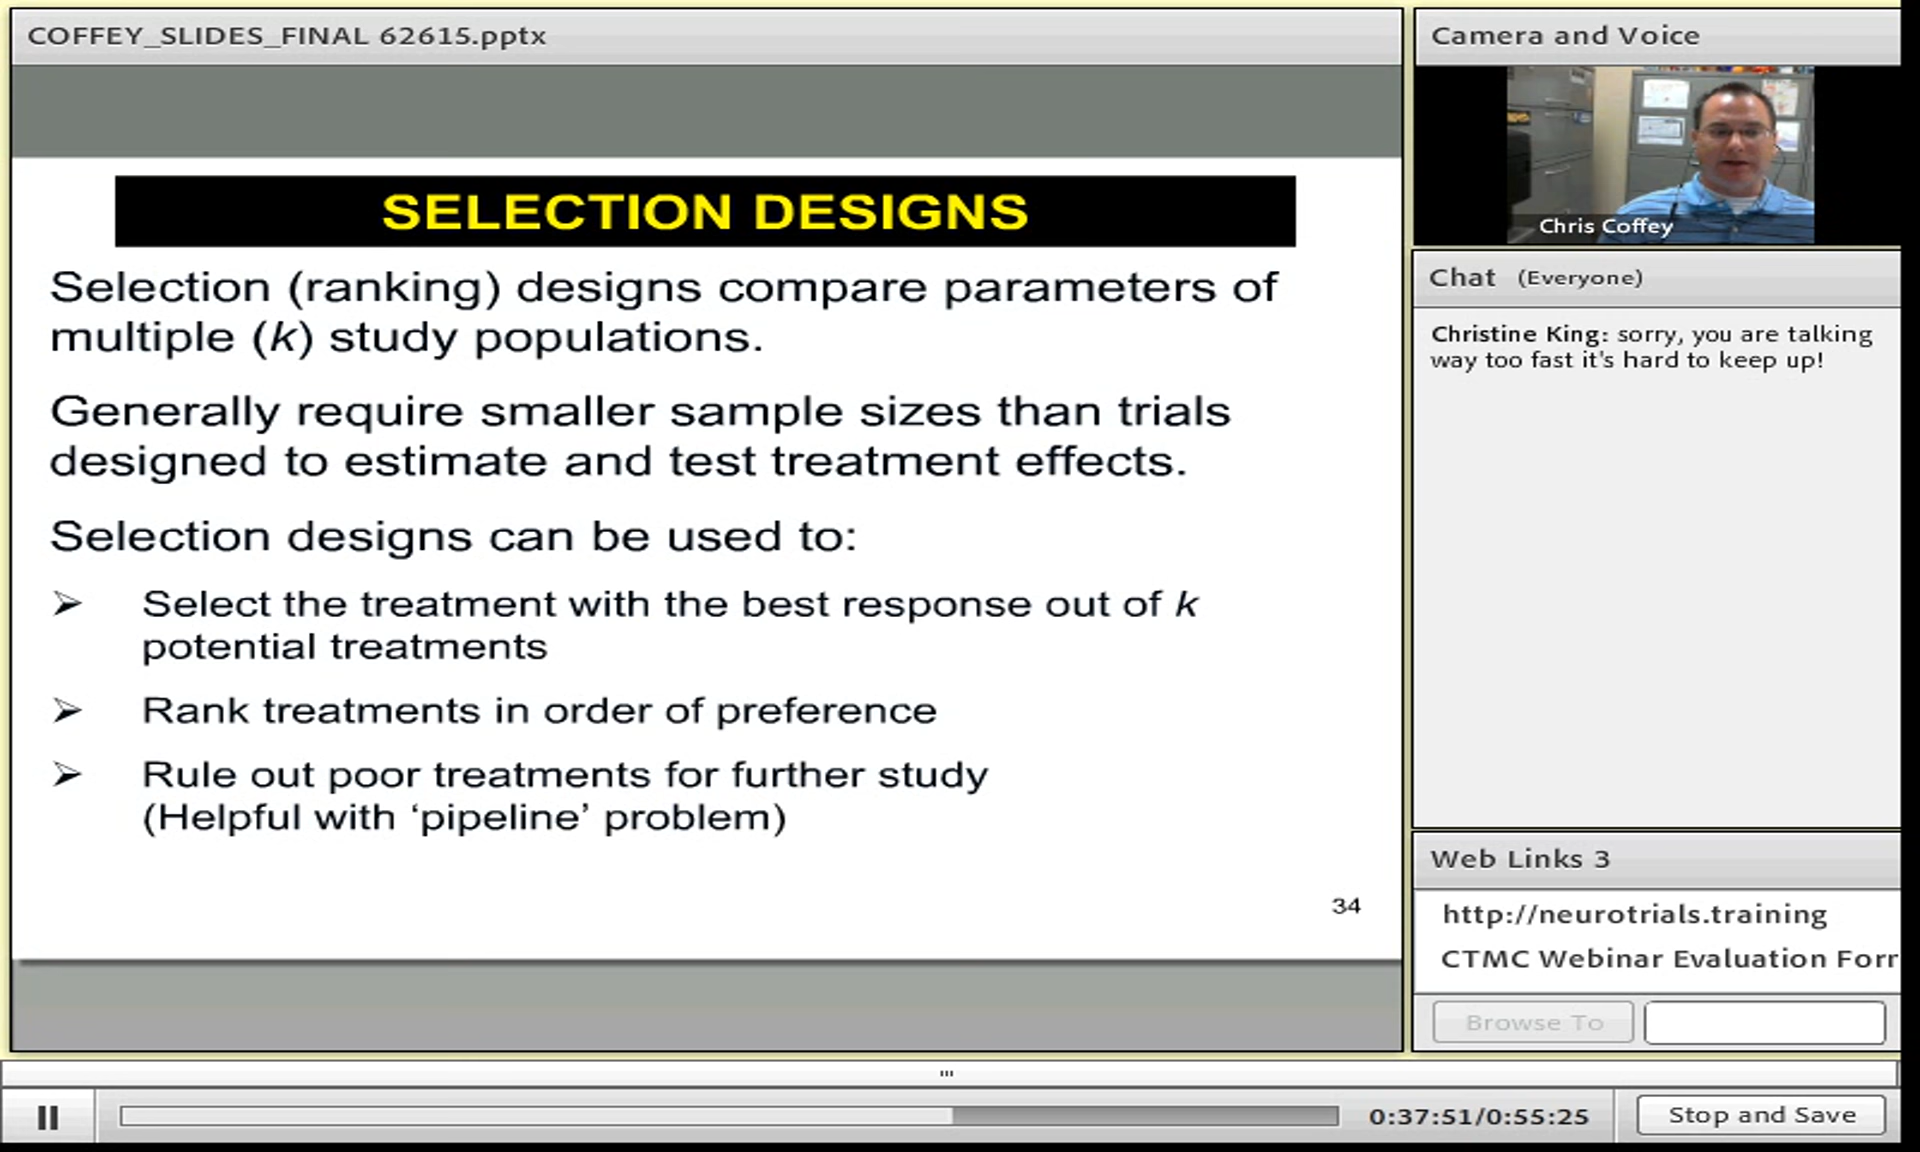 COFFEY_SLIDES_FINAL 62615.pptx
SELECTION DESIGNS
Selection (ranking) designs compare parameters of
multiple (k) study populations.
Generally require smaller sample sizes than trials
designed to estimate and test treatment effects.
Selection designs can be used to:
➢ Select the treatment with the best response out of k
potential treatments
➢ Rank treatments in order of preference
➢ Rule out poor treatments for further study
(Helpful with ‘pipeline’ problem)
34
Camera and Voice
Chris Coffey
Chat (Everyone)
Christine King: sorry, you are talking
way too fast it's hard to keep up!
Web Links 3
http://neurotrials.training
CTMC Webinar Evaluation Forr
Browse To
0:37:51/0:55:25
Stop and Save